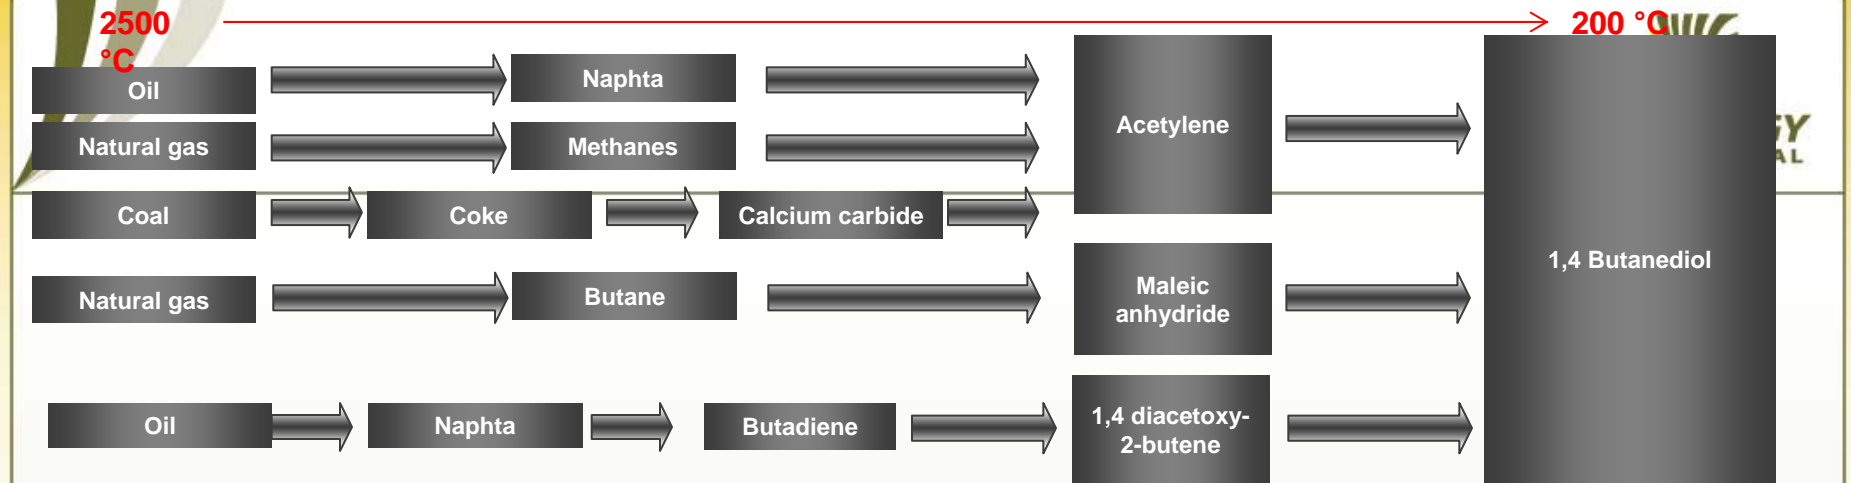 2500
°C
200 °C
Oil
Naphta
Acetylene
Natural gas
Methanes
Coal
Coke
Calcium carbide
1,4 Butanediol
Natural gas
Butane
Maleic
anhydride
Oil
Naphta
Butadiene
1,4 diacetoxy-
2-butene